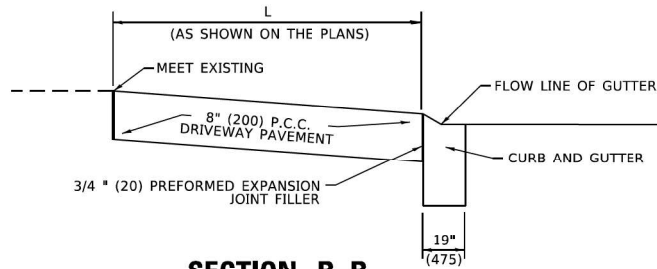 L
(AS SHOWN ON THE PLANS)
MEET EXISTING
FLOW LINE OF GUTTER
8" (200) P.C.C.
DRIVEWAY PAVEMENT
CURB AND GUTTER
3/4 " (20) PREFORMED EXPANSION
JOINT FILLER
19"
(475)
SECTION B-B